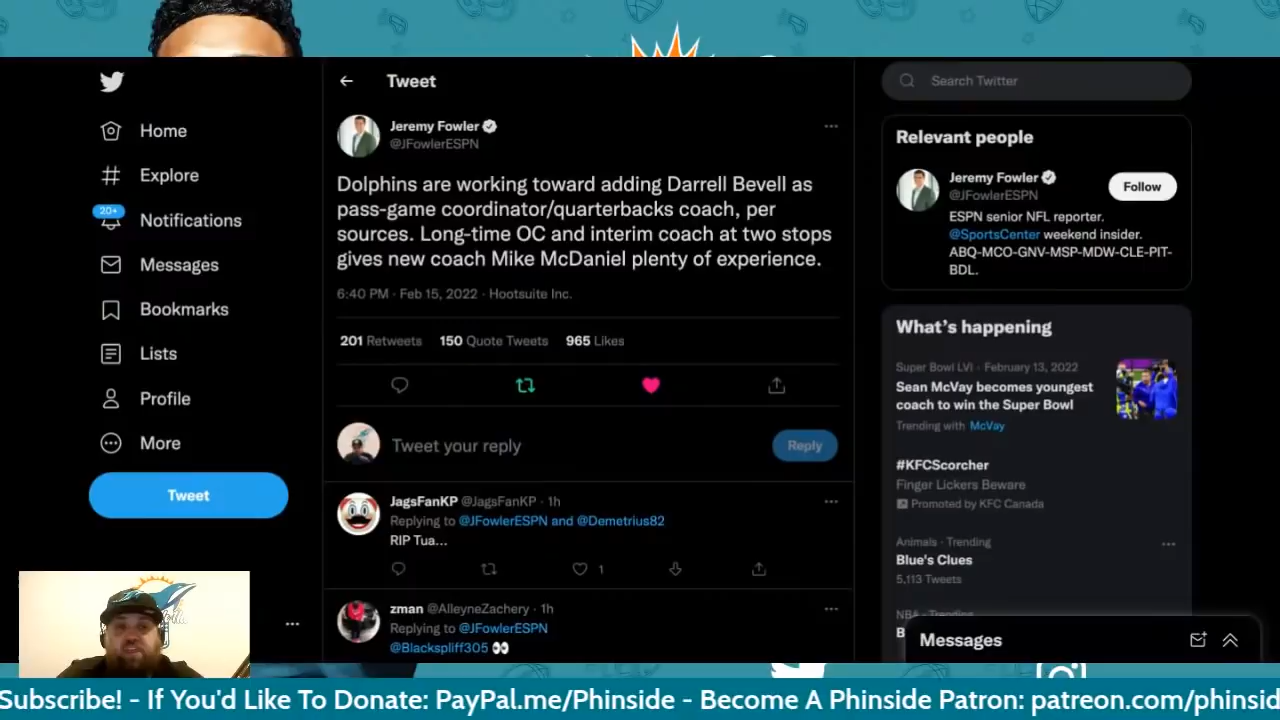 Tweet
Home
Explore
20+
Notifications
Messages
Bookmarks
Lists
Profile
More
Tweet
Jeremy Fowler
@JFowlerESPN
Dolphins are working toward adding Darrell Bevell as
pass-game coordinator/quarterbacks coach, per
sources. Long-time OC and interim coach at two stops
gives new coach Mike McDaniel plenty of experience.
6:40 PM · Feb 15, 2022 · Hootsuite Inc.
201 Retweets 150 Quote Tweets 965 Likes
Tweet your reply
Reply
JagsFanKP @JagsFanKP · 1h
Replying to @JFowlerESPN and @Demetrius82
RIP Tua...
1
zman @AlleyneZachery · 1h
Replying to @JFowlerESPN
@Blackspliff305 👀
Search Twitter
Relevant people
Jeremy Fowler
@JFowlerESPN
Follow
ESPN senior NFL reporter.
@SportsCenter weekend insider.
ABQ-MCO-GNV-MSP-MDW-CLE-PIT-
BDL.
What's happening
Super Bowl LVI · February 13, 2022
Sean McVay becomes youngest
coach to win the Super Bowl
Trending with McVay
#KFCScorcher
Finger Lickers Beware
Promoted by KFC Canada
Animals · Trending
Blue's Clues
5,113 Tweets
NBA · Trending
Messages
Subscribe! - If You'd Like To Donate: PayPal.me/Phinside - Become A Phinside Patron: patreon.com/phinsid